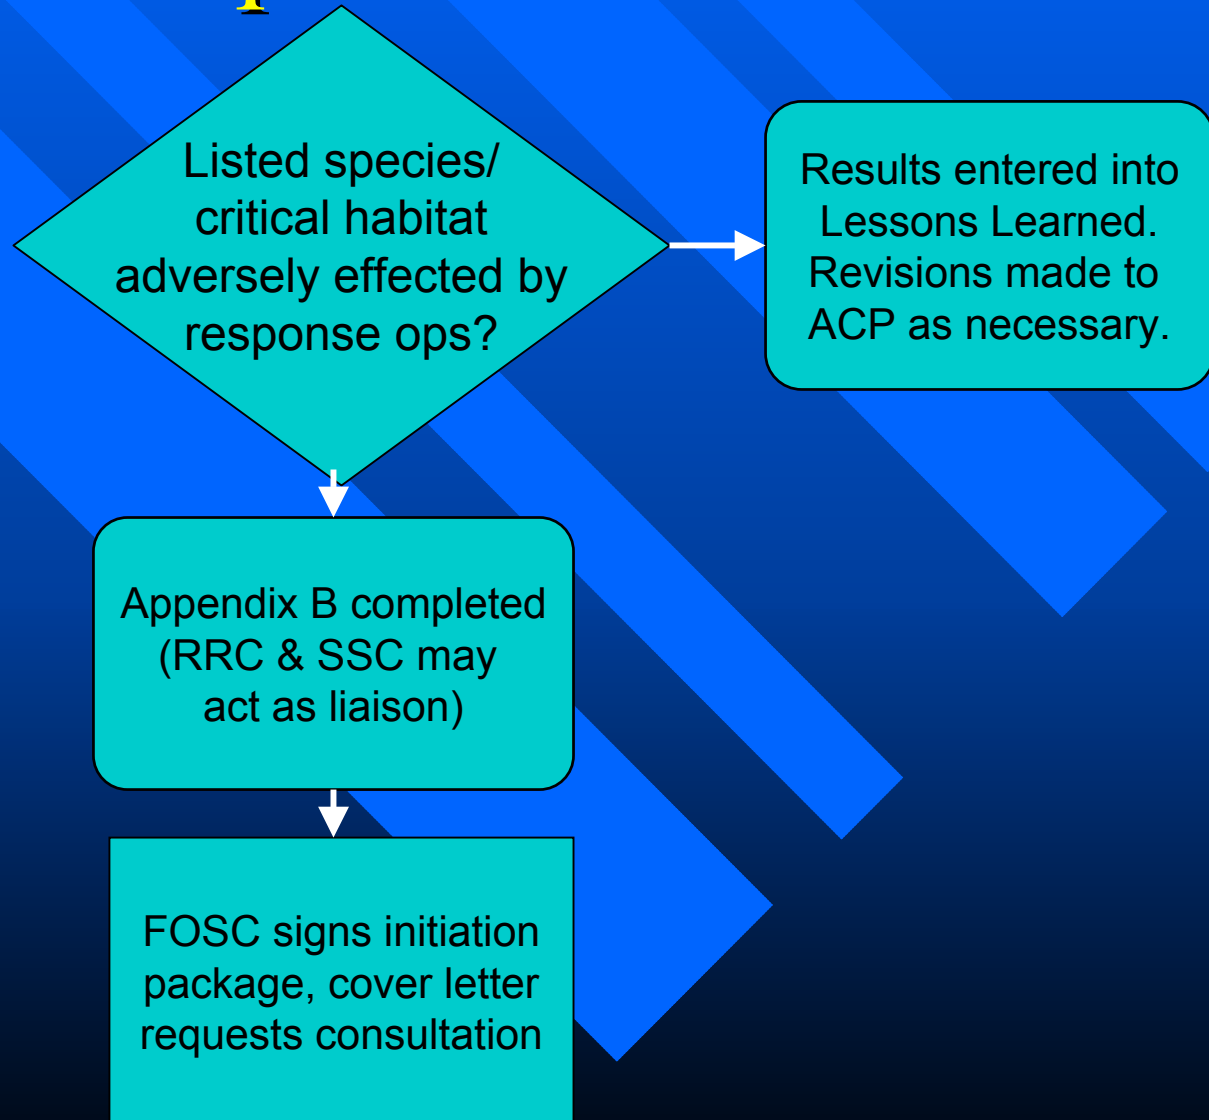 Listed species/
critical habitat
adversely effected by
response ops?
Results entered into
Lessons Learned.
Revisions made to
ACP as necessary.
Appendix B completed
(RRC & SSC may
act as liaison)
FOSC signs initiation
package, cover letter
requests consultation